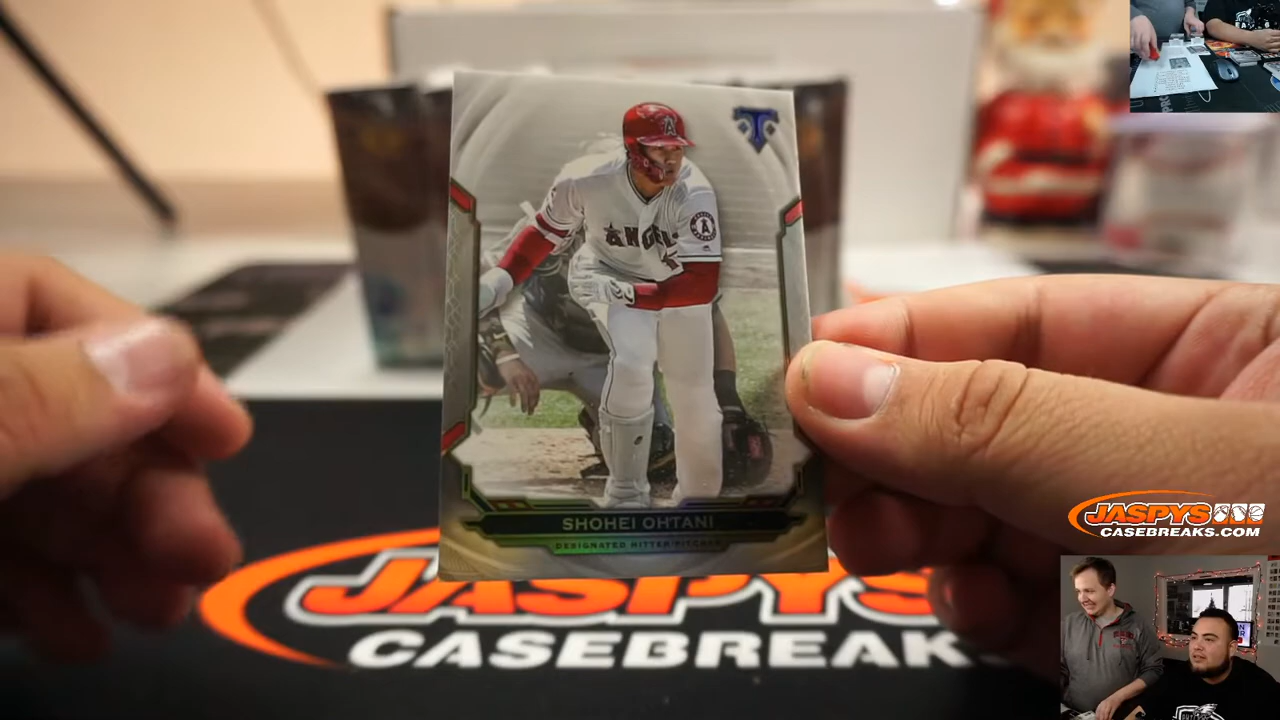 ANGELS
SHOHEI OHTANI
DESIGNATED HITTER/PITCHER
JASPYS
CASEBREAKS
JASPYS
CASEBREAKS.COM